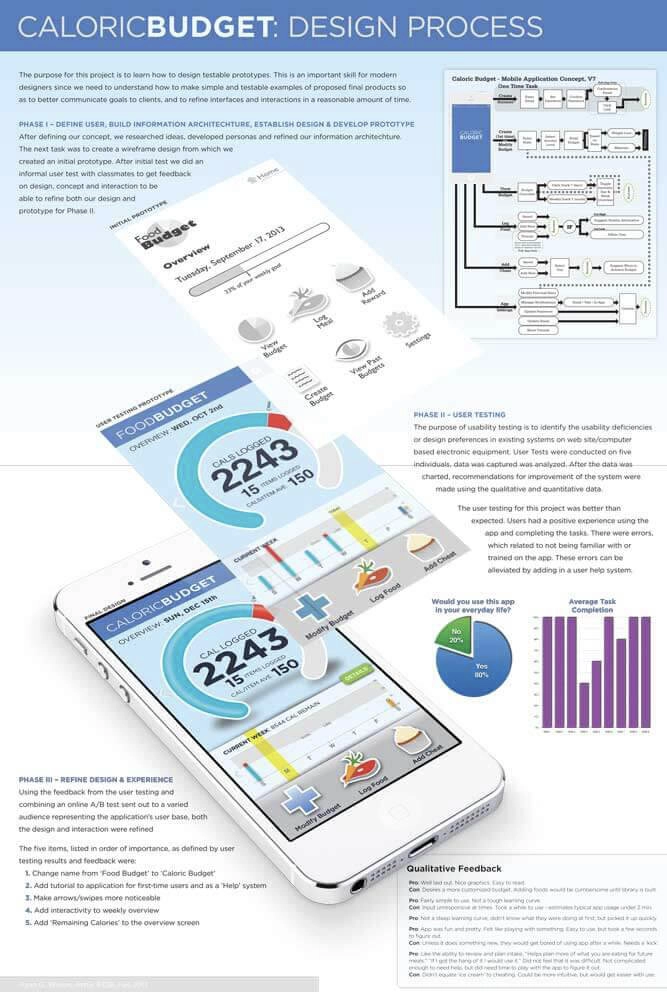 CALORICBUDGET: DESIGN PROCESS
The purpose for this project is to learn how to design testable prototypes. This is an important skill for modern
designers since we need to understand how to make simple and testable examples of proposed final products so
as to better communicate goals to clients, and to refine interfaces and interactions in a reasonable amount of time.
PHASE I – DEFINE USER, BUILD INFORMATION ARCHITECHTURE, ESTABLISH DESIGN & DEVELOP PROTOTYPE
After defining our concept, we researched ideas, developed personas and refined our information architechture.
The next task was to create a wireframe design from which we
created an initial prototype. After initial test we did an
informal user test with classmates to get feedback
on design, concept and interaction to be
able to refine both our design and
prototype for Phase II.
Caloric Budget - Mobile Application Concept, V7
One Time Task
CALORIC
BUDGET
Create
Create
Modify
Budget
View
Budget
Log
Food
Add
Cheat
App
Settings
IF
INITIAL PROTOTYPE
Home
Food
Budget
Overview
Tuesday, September 17, 2013
33% of your weekly goal
View
Budget
Log
Meal
Add
Reward
Create
Budget
View Past
Budgets
Settings
USER TESTING PROTOTYPE
FOODBUDGET
OVERVIEW: WED, OCT 2nd
CALS LOGGED
2243
15 ITEMS LOGGED
CALS/ITEM AVE 150
CURRENT WEEK
TODAY
Modify Budget
Log Food
Add Cheat
FINAL DESIGN
CALORICBUDGET
OVERVIEW: SUN, DEC 15th
CAL LOGGED
2243
15 ITEMS LOGGED
CAL/ITEM AVE 150
DETAILS
CURRENT WEEK 8544 CAL REMAIN
S M T W T F S
Modify Budget
Log Food
Add Cheat
PHASE II – USER TESTING
The purpose of usability testing is to identify the usability deficiencies
or design preferences in existing systems on web site/computer
based electronic equipment. User Tests were conducted on five
individuals, data was captured was analyzed. After the data was
charted, recommendations for improvement of the system were
made using the qualitative and quantitative data.
The user testing for this program was better than
expected. Users had a positive experience using the
app and completing the tasks. There were errors,
which related to not being familiar with or
trained on the app. These errors can be
alleviated by adding in a user help system.
Would you use this app
in your everyday life?
No
20%
Yes
80%
Average Task
Completion
PHASE III – REFINE DESIGN & EXPERIENCE
Using the feedback from the user testing and
combining an online A/B test sent out to a varied
audience representing the application's user base, both
the design and interaction were refined
The five items, listed in order of importance, as defined by user
testing results and feedback were:
1. Change name from 'Food Budget' to 'Caloric Budget'
2. Add tutorial to application for first-time users and as a 'Help' system
3. Make arrows/swipes more noticeable
4. Add interactivity to weekly overview
5. Add 'Remaining Calories' to the overview screen
Qualitative Feedback
Pro: Well laid out. Nice graphics. Easy to read.
Con: Desires a more customized budget. Adding foods would be cumbersome until library is built.
Pro: Fairly simple to use. Not a tough learning curve.
Con: Input unresponsive at times. Took a while to use -estimates typical app usage under 2 min.
Pro: Not a steep learning curve, didn't know what they were doing at first, but picked it up quickly.
Pro: App was fun and pretty. Felt like playing with something. Easy to use, but took a few seconds
to figure out.
Con: Unless it does something new, they would get bored of using app after a while. Needs a 'kick'.
Pro: Like the ability to review and plan intake, "Helps plan more of what you are eating for future
meals." "If I got the hang of it I would use it." Did not feel that it was difficult. Not complicated
enough to need help, but did need time to play with the app to figure it out.
Con: Didn't equate 'ice cream' to cheating. Could be more intuitive, but would get easier with use.